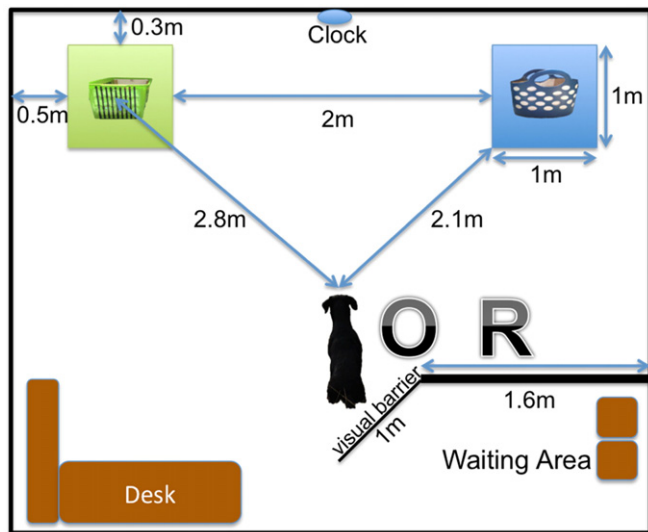 0.3m
Clock
0.5m
2m
1m
1m
2.8m
2.1m
O R
visual barrier
1m
1.6m
Waiting Area
Desk